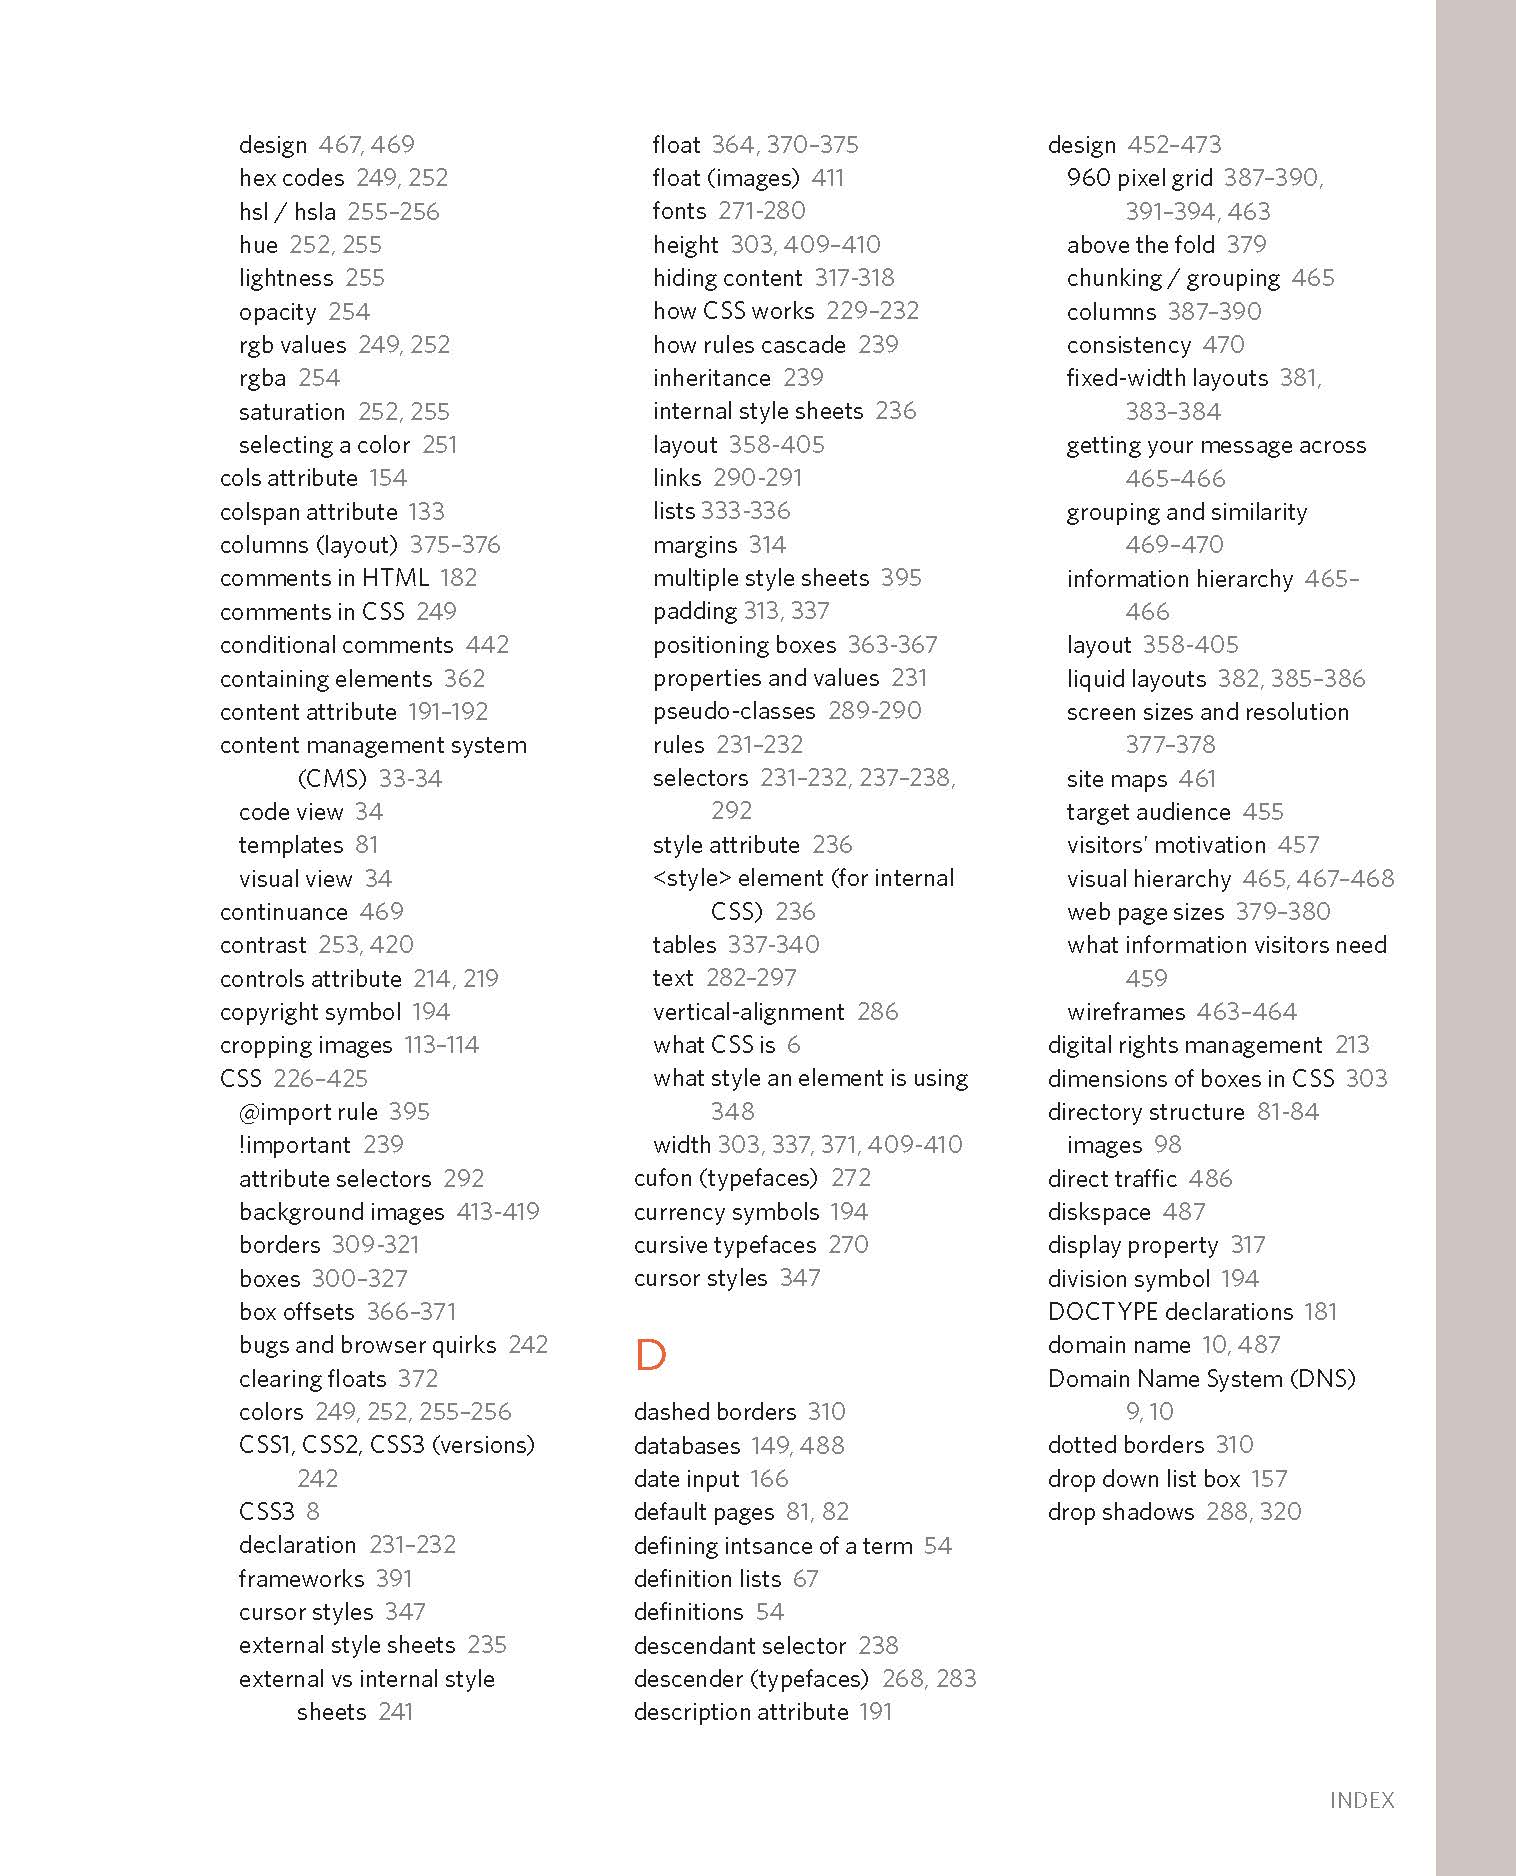 design 467, 469
hex codes 249, 252
hsl / hsla 255–256
hue 252, 255
lightness 255
opacity 254
rgb values 249, 252
rgba 254
saturation 252, 255
selecting a color 251
cols attribute 154
colspan attribute 133
columns (layout) 375–376
comments in HTML 182
comments in CSS 249
conditional comments 442
containing elements 362
content attribute 191–192
content management system
(CMS) 33-34
code view 34
templates 81
visual view 34
continuance 469
contrast 253, 420
controls attribute 214, 219
copyright symbol 194
cropping images 113–114
CSS 226–425
@import rule 395
!important 239
attribute selectors 292
background images 413-419
borders 309-321
boxes 300–327
box offsets 366–371
bugs and browser quirks 242
clearing floats 372
colors 249, 252, 255–256
CSS1, CSS2, CSS3 (versions)
242
CSS3 8
declaration 231–232
frameworks 391
cursor styles 347
external style sheets 235
external vs internal style
sheets 241
float 364, 370–375
float (images) 411
fonts 271-280
height 303, 409–410
hiding content 317-318
how CSS works 229–232
how rules cascade 239
inheritance 239
internal style sheets 236
layout 358-405
links 290-291
lists 333-336
margins 314
multiple style sheets 395
padding 313, 337
positioning boxes 363-367
properties and values 231
pseudo-classes 289-290
rules 231–232
selectors 231–232, 237–238,
292
style attribute 236
<style> element (for internal
CSS) 236
tables 337-340
text 282–297
vertical-alignment 286
what CSS is 6
what style an element is using
348
width 303, 337, 371, 409-410
cufon (typefaces) 272
currency symbols 194
cursive typefaces 270
cursor styles 347
D
dashed borders 310
databases 149, 488
date input 166
default pages 81, 82
defining intsance of a term 54
definition lists 67
definitions 54
descendant selector 238
descender (typefaces) 268, 283
description attribute 191
design 452–473
960 pixel grid 387–390,
391–394, 463
above the fold 379
chunking / grouping 465
columns 387–390
consistency 470
fixed-width layouts 381,
383–384
getting your message across
465–466
grouping and similarity
469–470
information hierarchy 465–
466
layout 358-405
liquid layouts 382, 385–386
screen sizes and resolution
377–378
site maps 461
target audience 455
visitors' motivation 457
visual hierarchy 465, 467–468
web page sizes 379–380
what information visitors need
459
wireframes 463–464
digital rights management 213
dimensions of boxes in CSS 303
directory structure 81-84
images 98
direct traffic 486
diskspace 487
display property 317
division symbol 194
DOCTYPE declarations 181
domain name 10, 487
Domain Name System (DNS)
9, 10
dotted borders 310
drop down list box 157
drop shadows 288, 320
INDEX